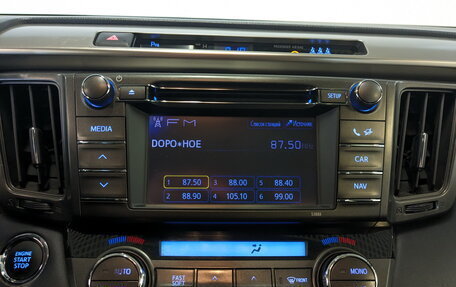 SETUP
FM
Список станций
Источник
MEDIA
DOPO*HOE
87.50
CAR
NAV
1 87.50 3 88.00 5 88.40
2 88.90 4 105.10 6 99.00
ENGINE
START
STOP
AUTO
FAST
SOFT
MONO